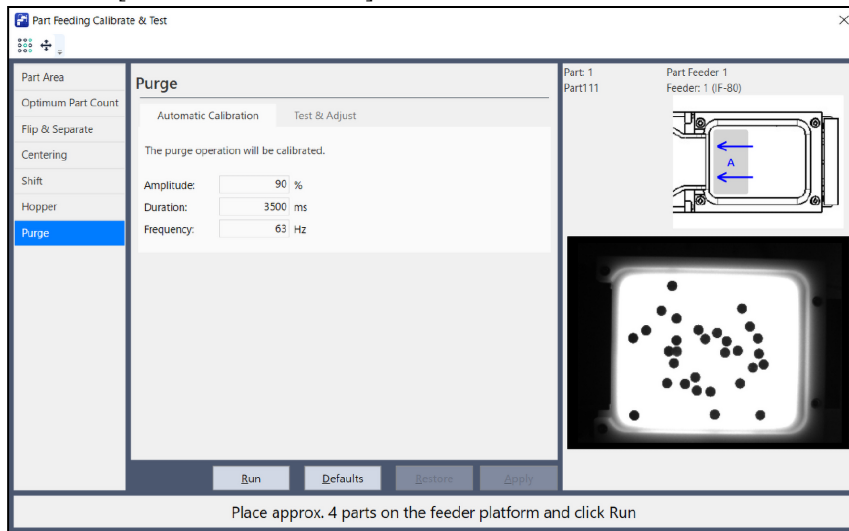 Part Feeding Calibrate & Test
Part Area
Optimum Part Count
Flip & Separate
Centering
Shift
Hopper
Purge
Purge
Automatic Calibration Test & Adjust
The purge operation will be calibrated.
Amplitude: 90 %
Duration: 3500 ms
Frequency: 63 Hz
Run Defaults Restore Apply
Part: 1 Part Feeder 1
Part111 Feeder: 1 (IF-80)
A
Place approx. 4 parts on the feeder platform and click Run